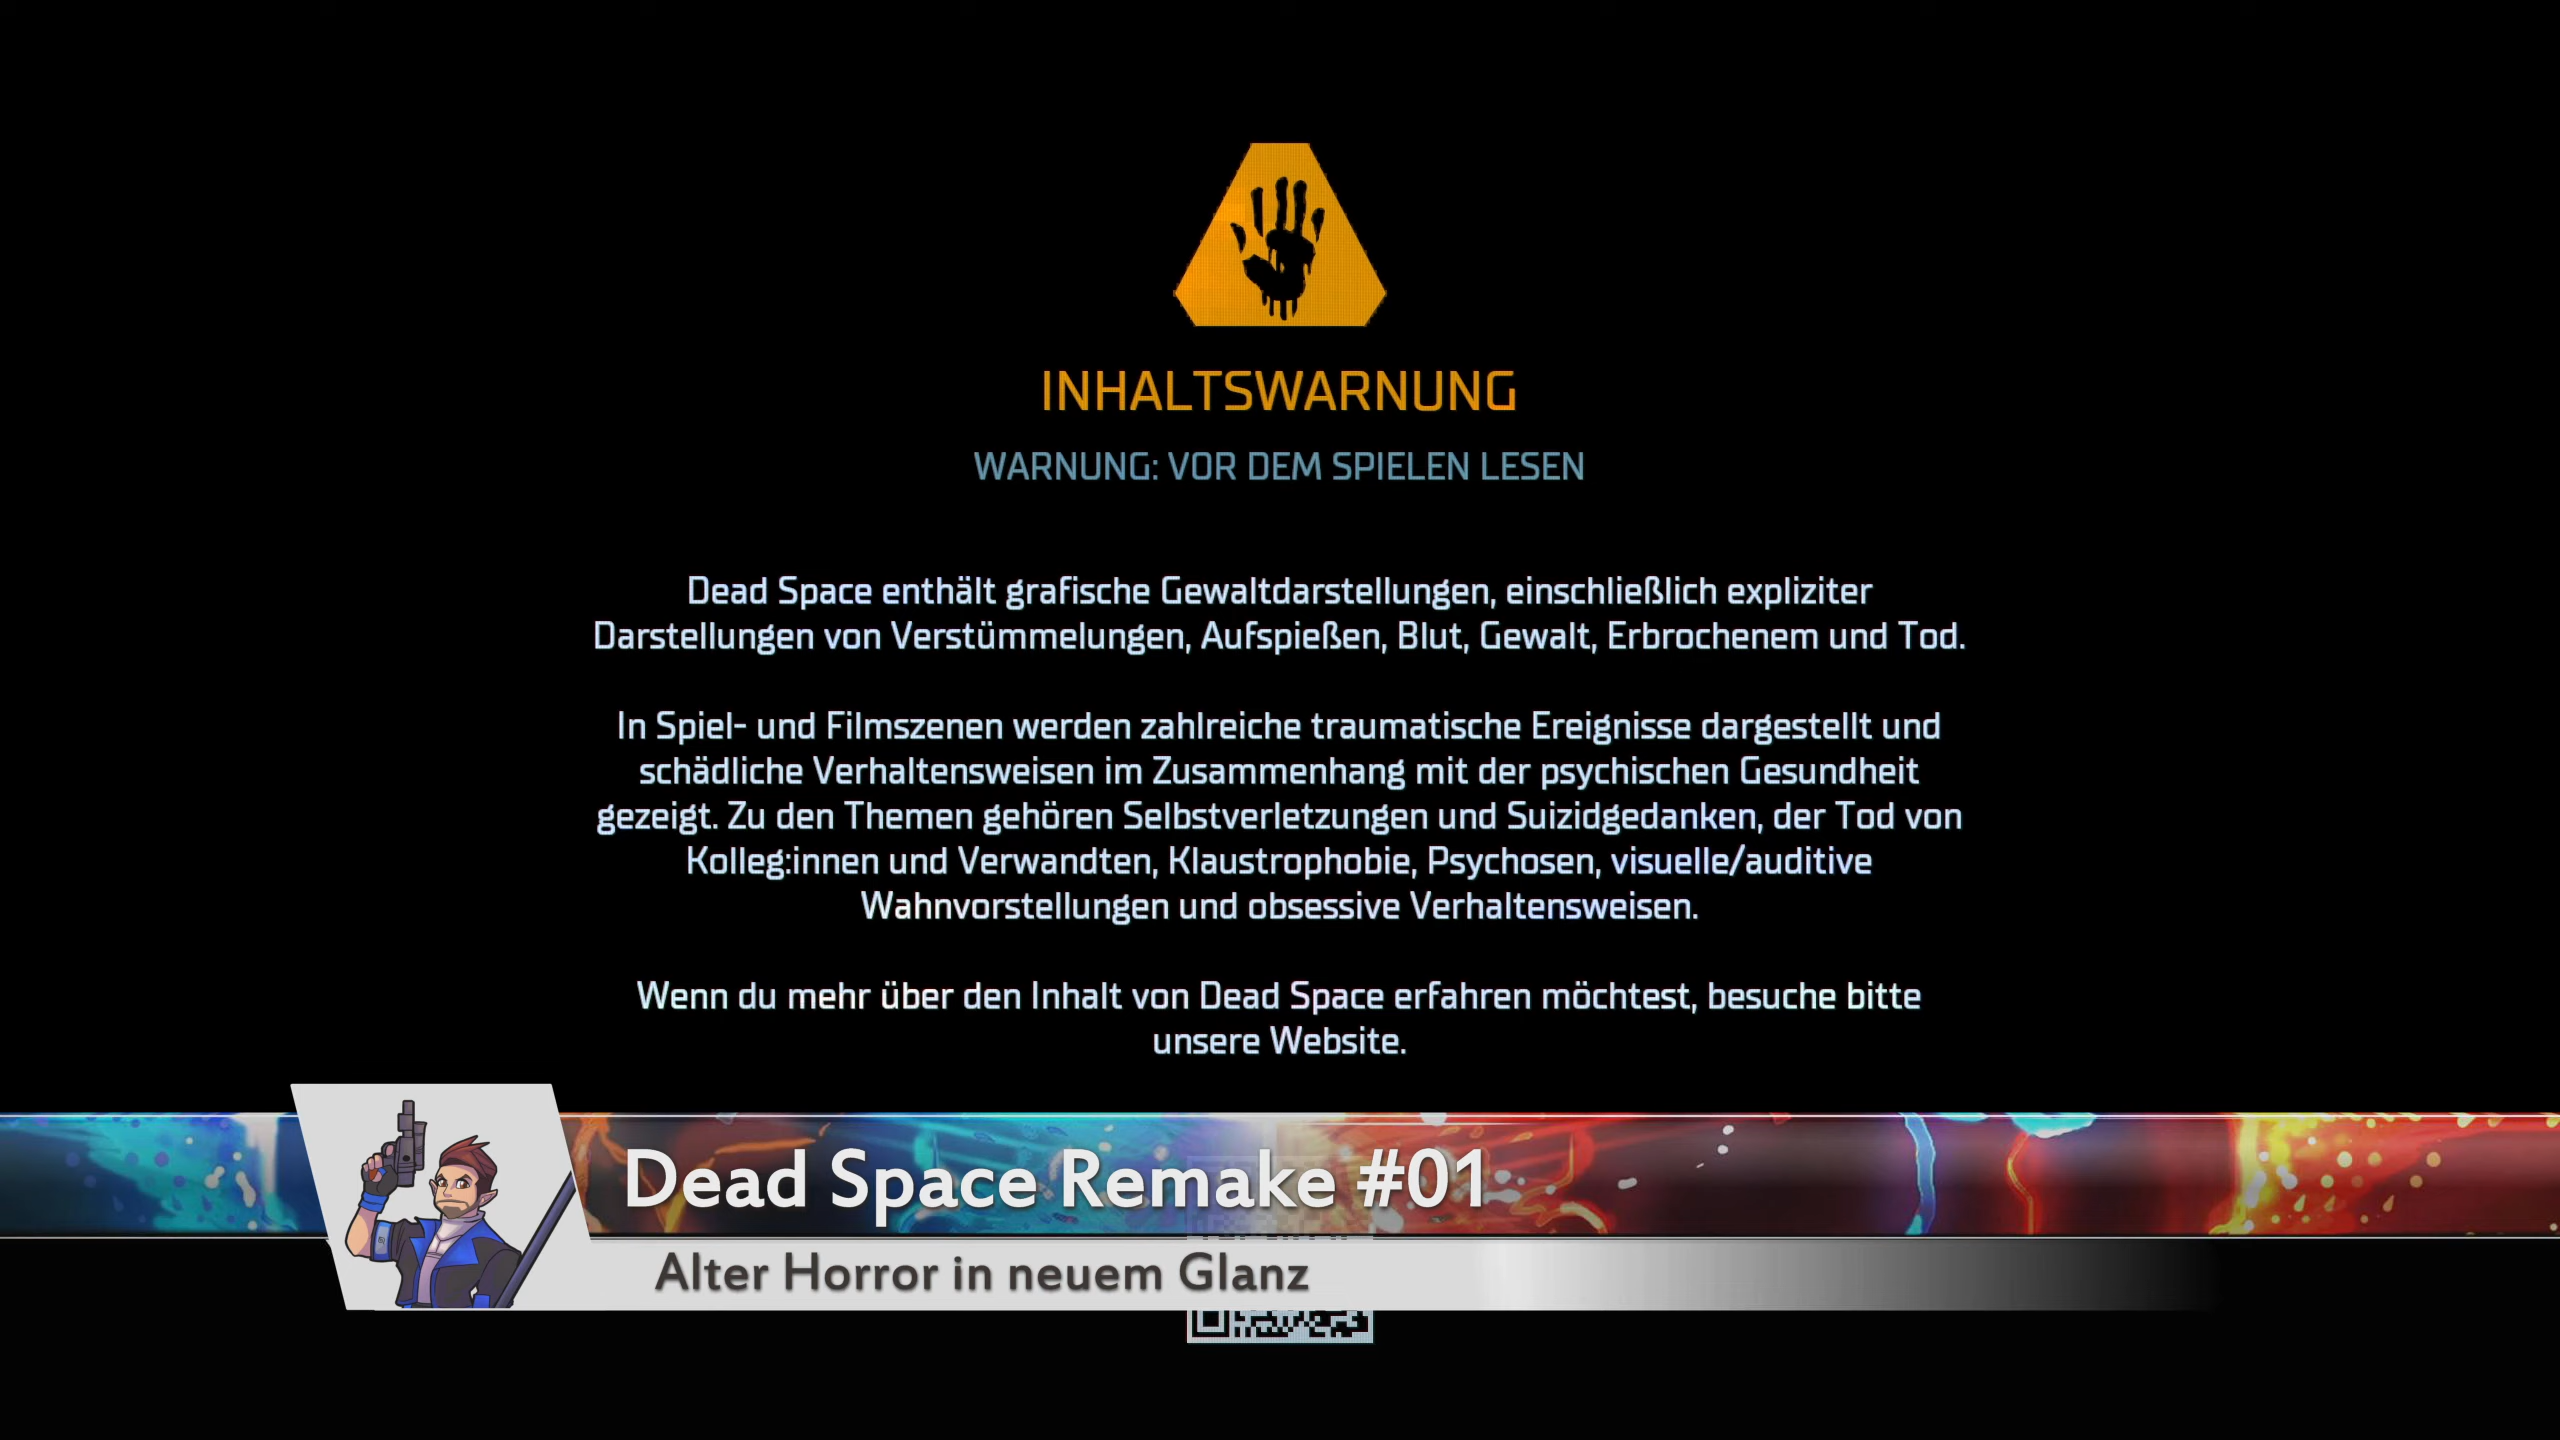 INHALTSWARNUNG
WARNUNG: VOR DEM SPIELEN LESEN
Dead Space enthält grafische Gewaltdarstellungen, einschließlich expliziter
Darstellungen von Verstümmelungen, Aufspießen, Blut, Gewalt, Erbrochenem und Tod.
In Spiel- und Filmszenen werden zahlreiche traumatische Ereignisse dargestellt und
schädliche Verhaltensweisen im Zusammenhang mit der psychischen Gesundheit
gezeigt. Zu den Themen gehören Selbstverletzungen und Suizidgedanken, der Tod von
Kolleg:innen und Verwandten, Klaustrophobie, Psychosen, visuelle/auditive
Wahnvorstellungen und obsessive Verhaltensweisen.
Wenn du mehr über den Inhalt von Dead Space erfahren möchtest, besuche bitte
unsere Website.
Dead Space Remake #01
Alter Horror in neuem Glanz